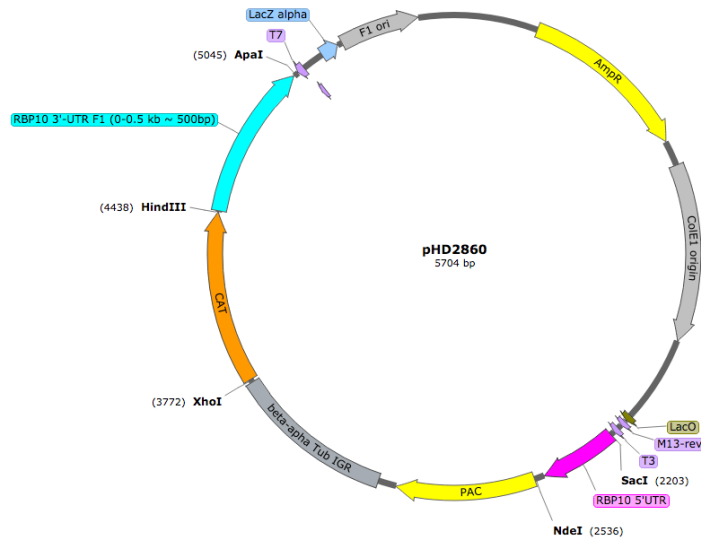 LacZ alpha
F1 ori
T7
(5045) ApaI
AmpR
RBP10 3'-UTR F1 (0-0.5 kb ~ 500bp)
(4438) HindIII
ColE1 origin
pHD2860
5704 bp
CAT
(3772) XhoI
beta-apha Tub IGR
LacO
M13-rev
T3
SacI (2203)
PAC
RBP10 5'UTR
NdeI (2536)